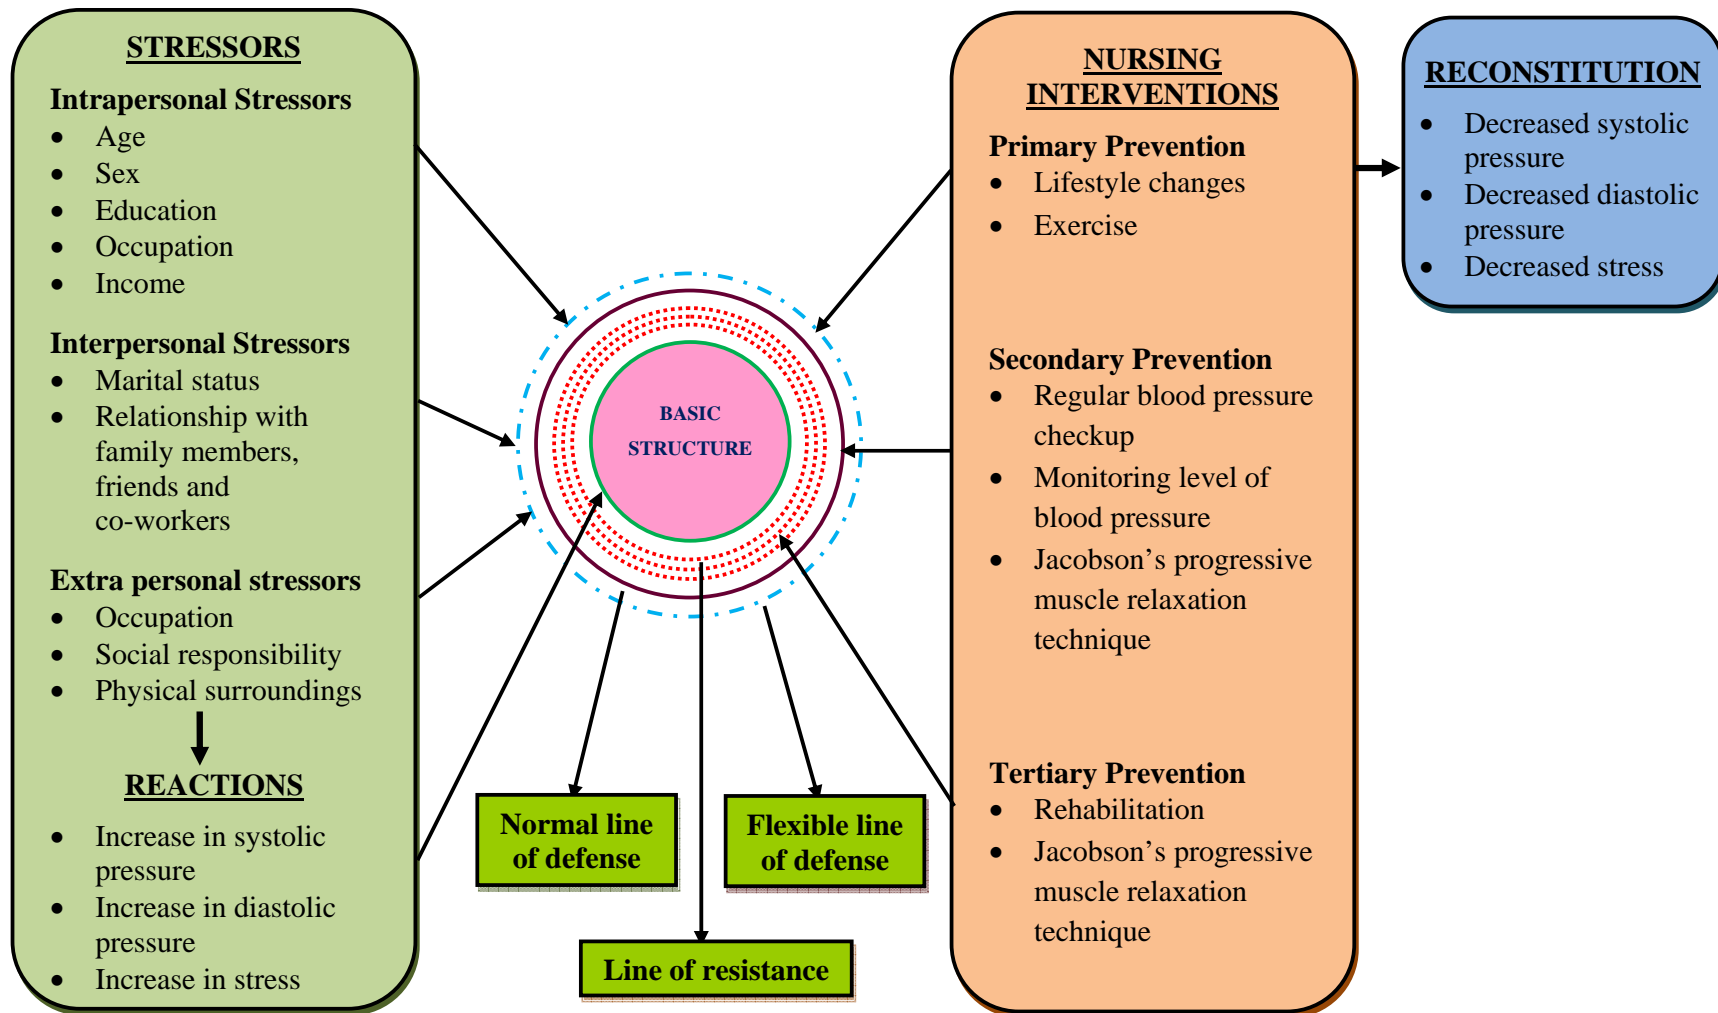 STRESSORS
Intrapersonal Stressors
• Age
• Sex
• Education
• Occupation
• Income
Interpersonal Stressors
• Marital status
• Relationship with
family members,
friends and
co-workers
Extra personal stressors
• Occupation
• Social responsibility
• Physical surroundings
REACTIONS
• Increase in systolic
pressure
• Increase in diastolic
pressure
• Increase in stress
BASIC
STRUCTURE
Normal line
of defense
Flexible line
of defense
Line of resistance
NURSING
INTERVENTIONS
Primary Prevention
• Lifestyle changes
• Exercise
Secondary Prevention
• Regular blood pressure
checkup
• Monitoring level of
blood pressure
• Jacobson’s progressive
muscle relaxation
technique
Tertiary Prevention
• Rehabilitation
• Jacobson’s progressive
muscle relaxation
technique
RECONSTITUTION
• Decreased systolic
pressure
• Decreased diastolic
pressure
• Decreased stress